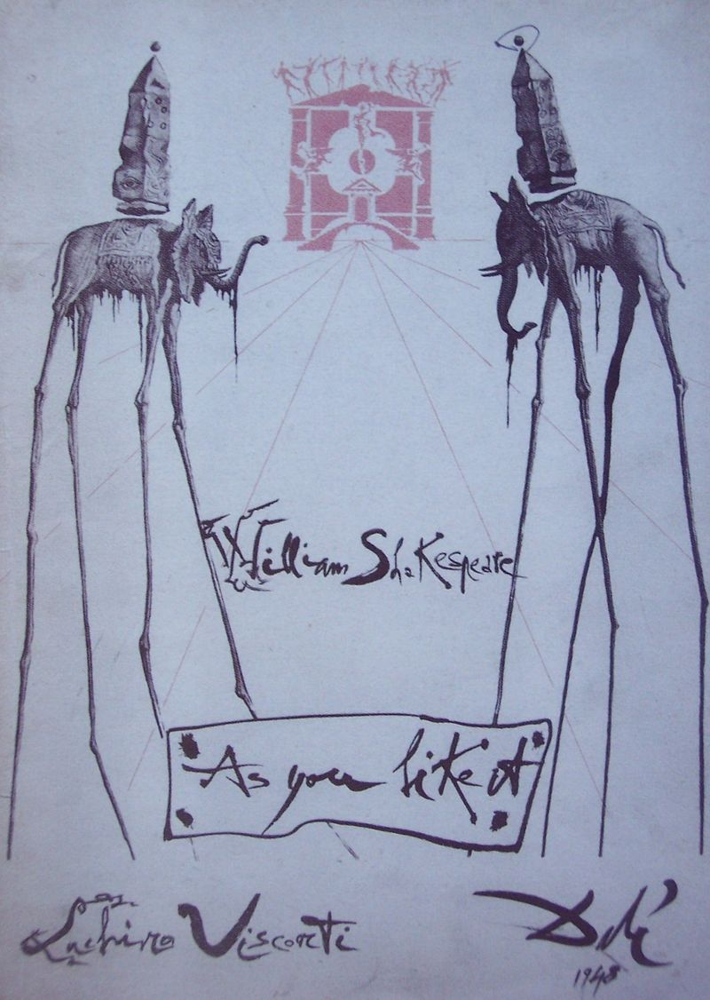 William Shakespeare
As you like it
Luchino Visconti
Dalí
1948